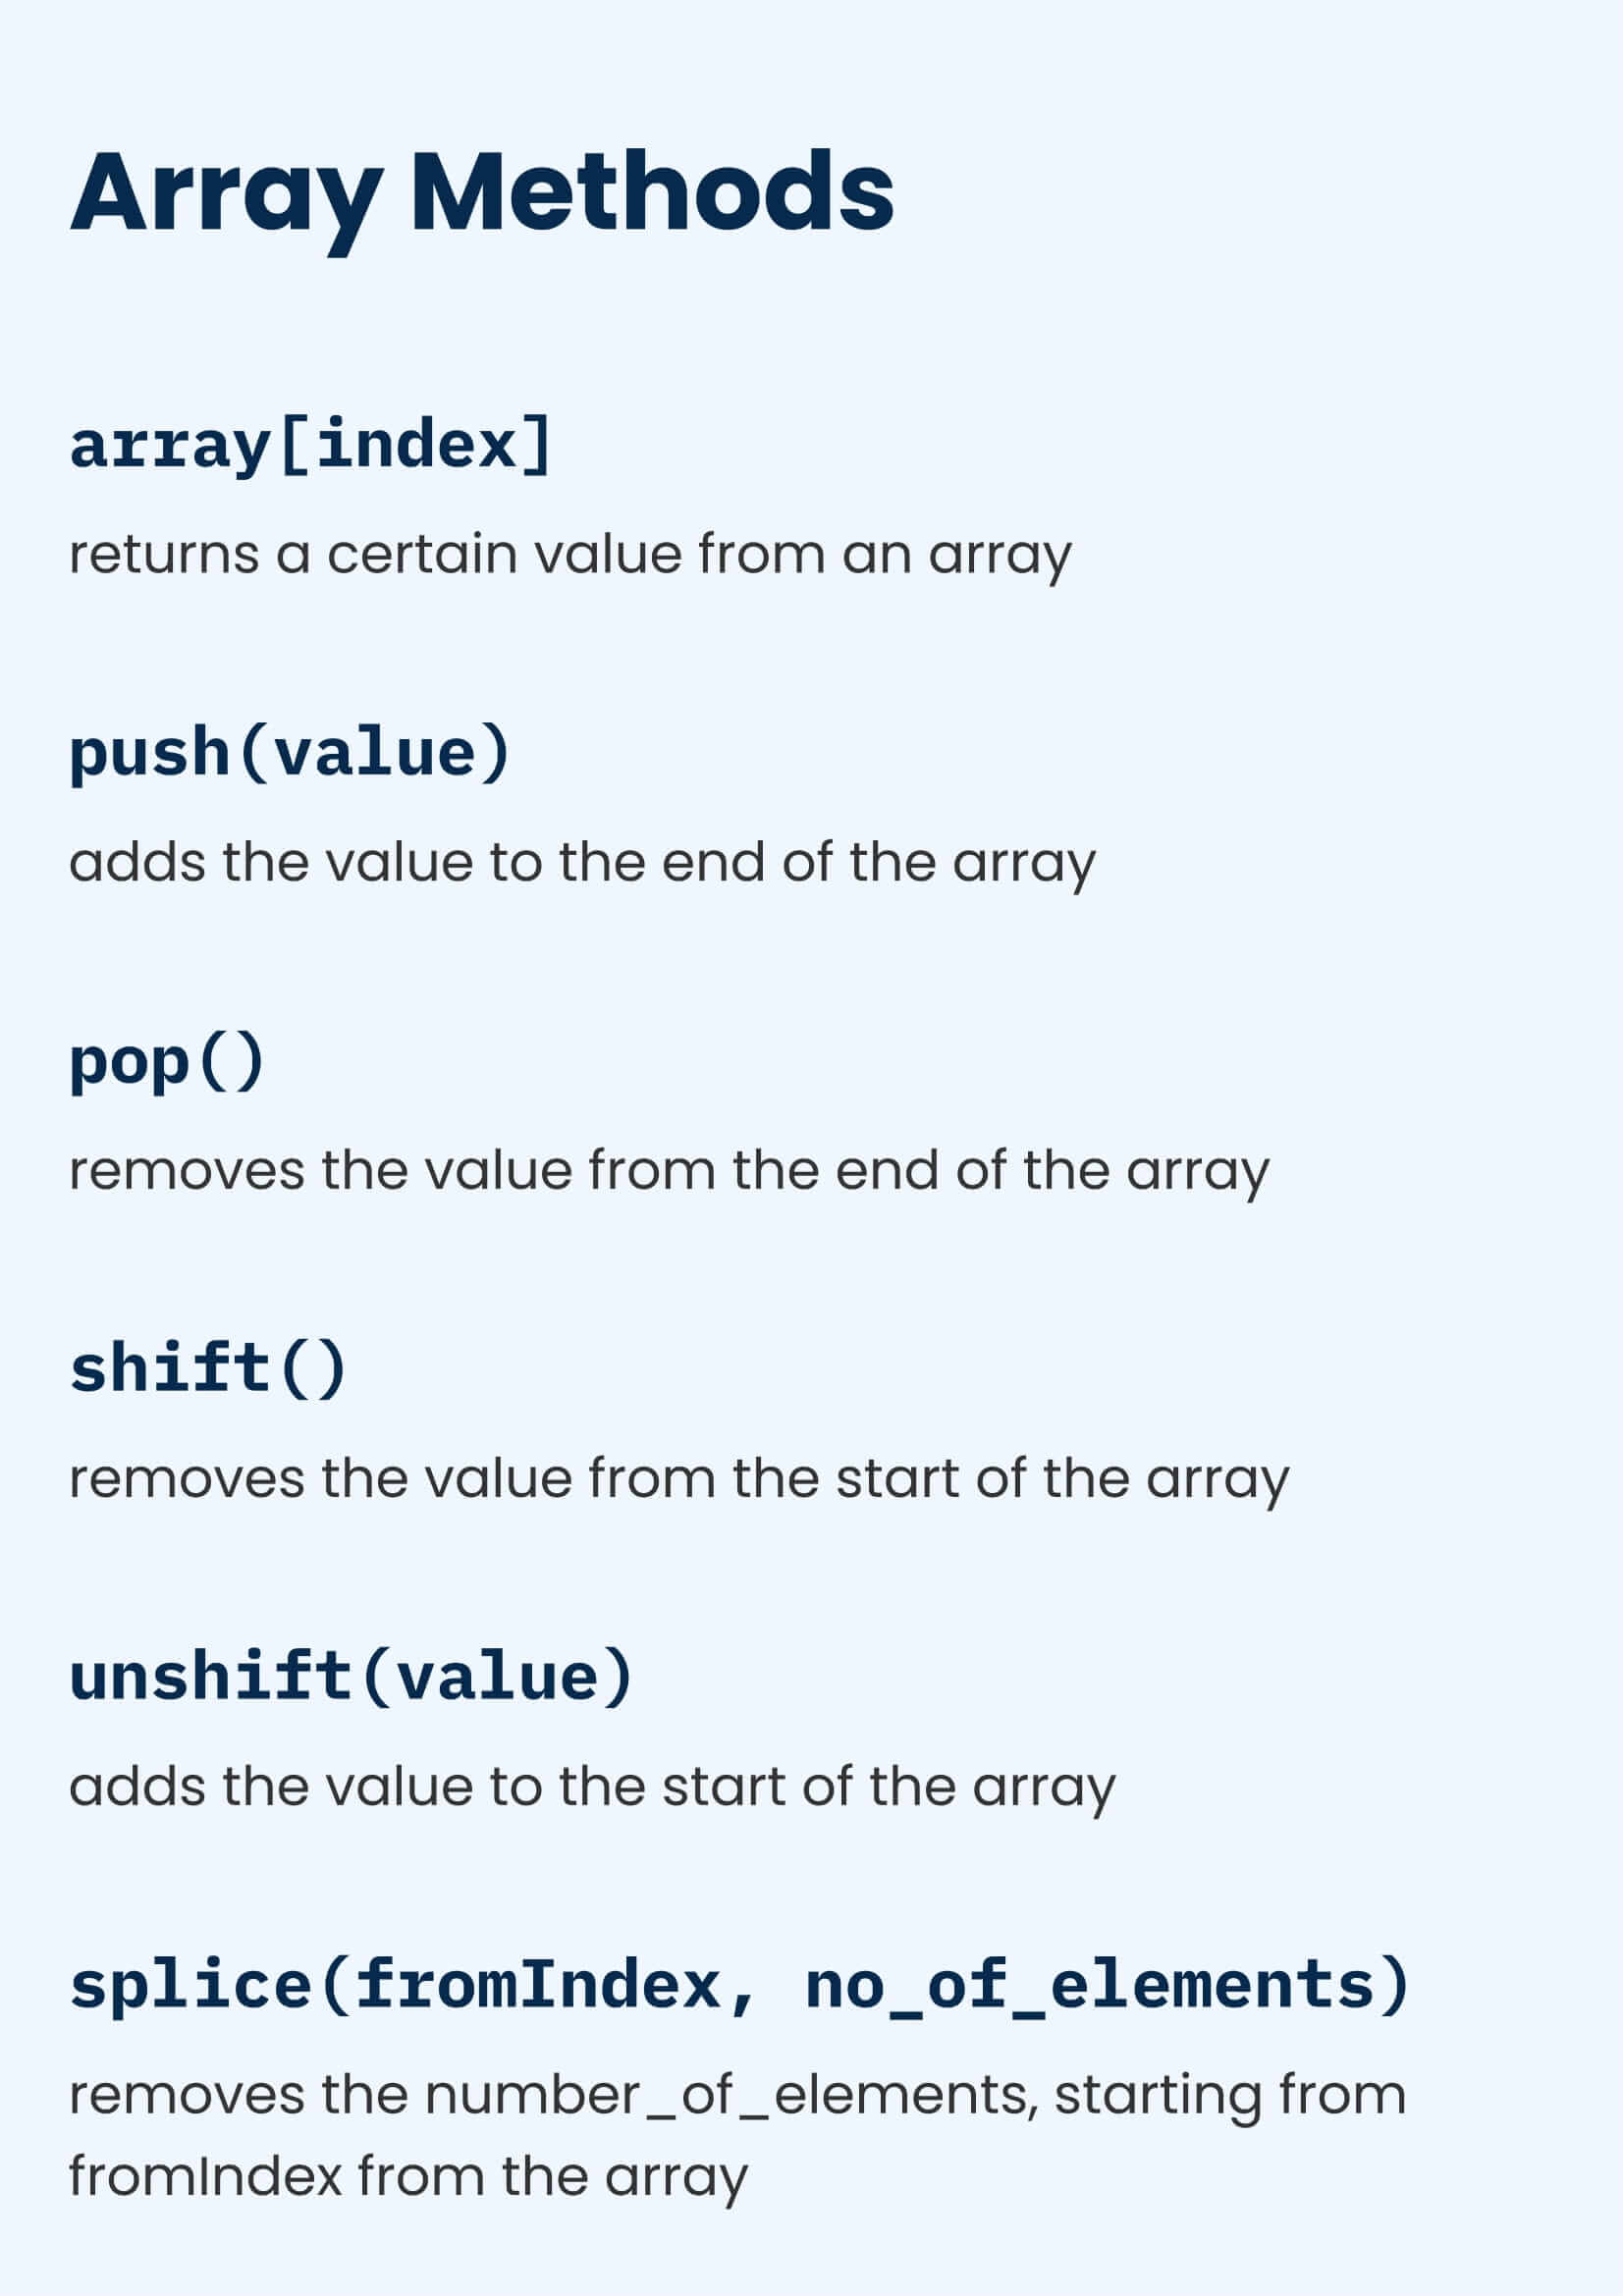 Array Methods
array[index]
returns a certain value from an array
push(value)
adds the value to the end of the array
pop()
removes the value from the end of the array
shift()
removes the value from the start of the array
unshift(value)
adds the value to the start of the array
splice(fromIndex, no_of_elements)
removes the number_of_elements, starting from
fromIndex from the array